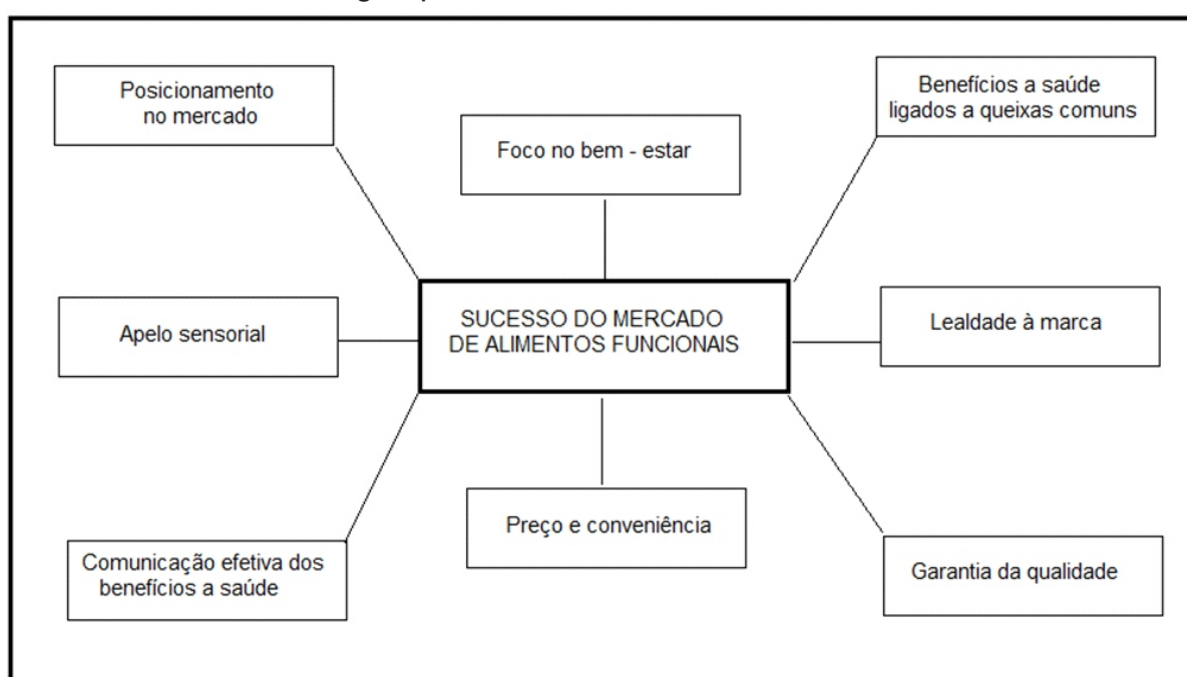 Posicionamento
no mercado
Foco no bem - estar
Benefícios a saúde
ligados a queixas comuns
Apelo sensorial
SUCESSO DO MERCADO
DE ALIMENTOS FUNCIONAIS
Lealdade à marca
Comunicação efetiva dos
benefícios a saúde
Preço e conveniência
Garantia da qualidade